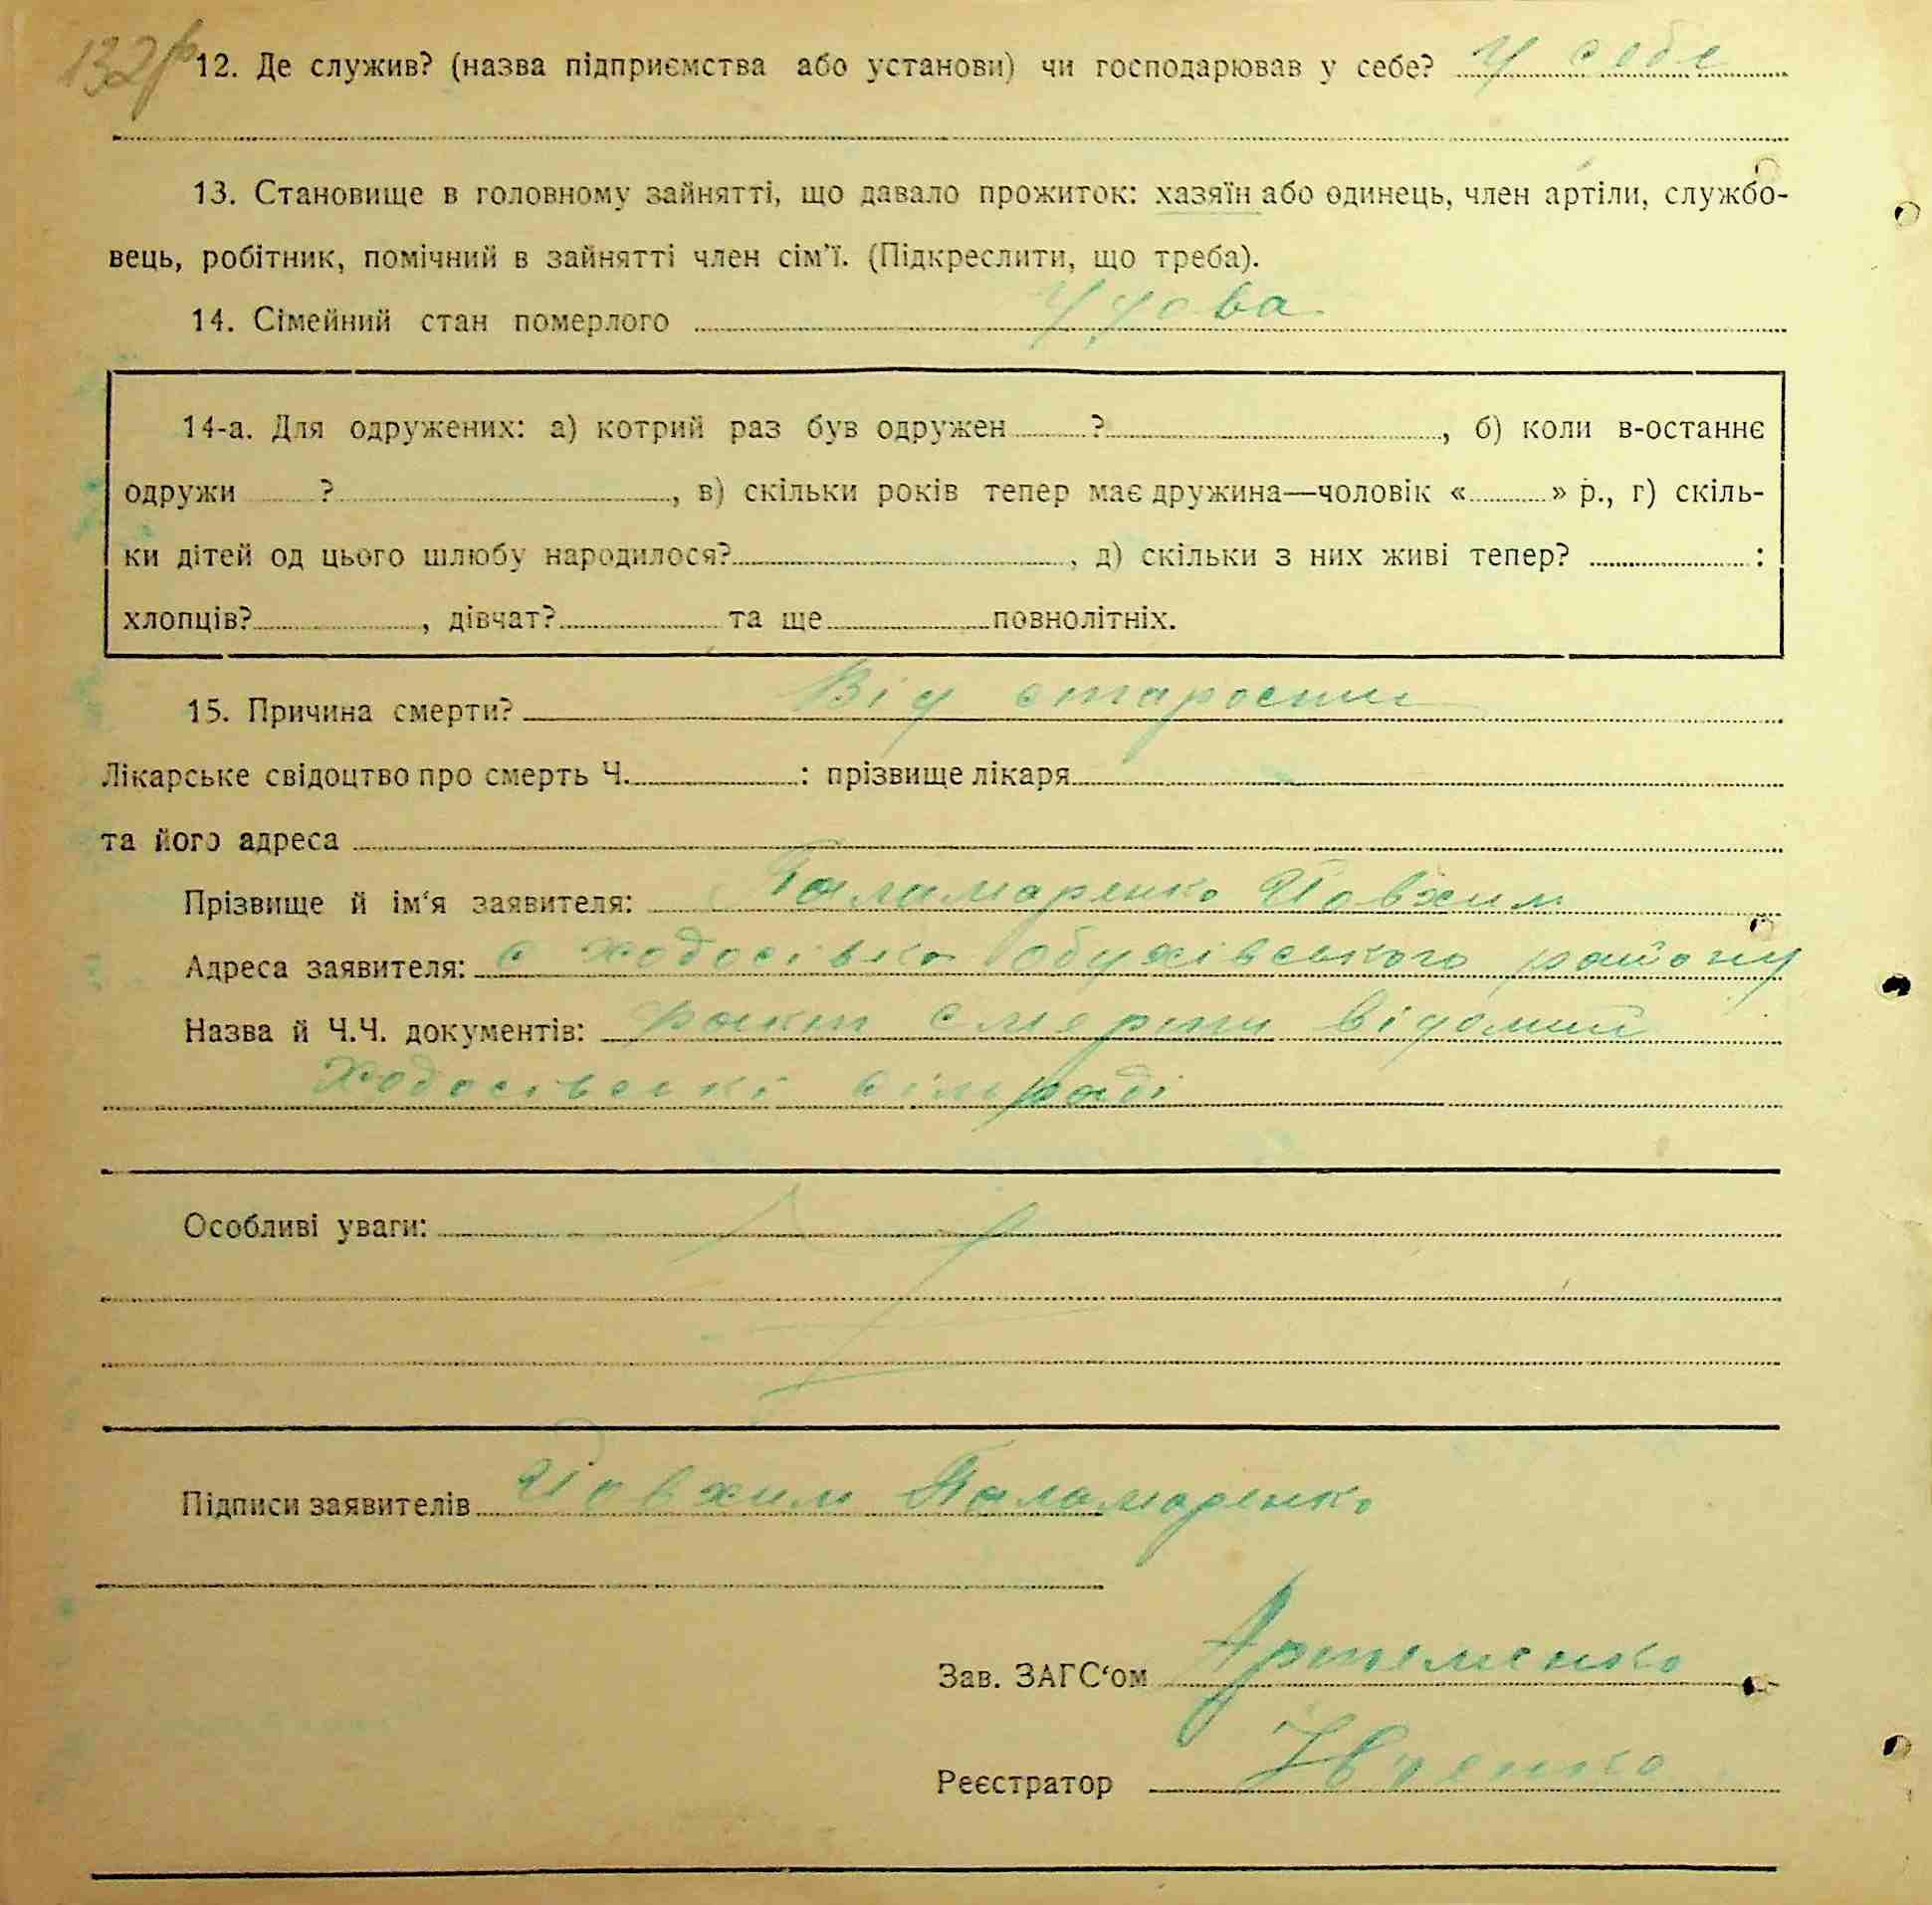 12. Де служив? (назва підприємства або установи) чи господарював у себе? у себе
13. Становище в головному зайнятті, що давало прожиток: хазяїн або одинець, член артіли, службо-
вець, робітник, помічний в зайнятті член сім'ї. (Підкреслити, що треба).
14. Сімейний стан померлого Удова
14-а. Для одружених: а) котрий раз був одружен ?, б) коли в-останнє
одружи ?, в) скільки років тепер має дружина—чоловік « » р., г) скіль-
ки дітей од цього шлюбу народилося? , д) скільки з них живі тепер? :
хлопців? , дівчат? та ще повнолітніх.
15. Причина смерти? Від старости
Лікарське свідоцтво про смерть Ч. : прізвище лікаря
та його адреса
Прізвище й ім'я заявителя: Паламаренко Йовхим
Адреса заявителя: с Ходосівка Обухівського району
Назва й Ч.Ч. документів: факт смерти відомий
Ходосівські сільраді
Особливі уваги:
Підписи заявителів Йовхим Паламаренко
Зав. ЗАГС'ом Артеменко
Реєстратор